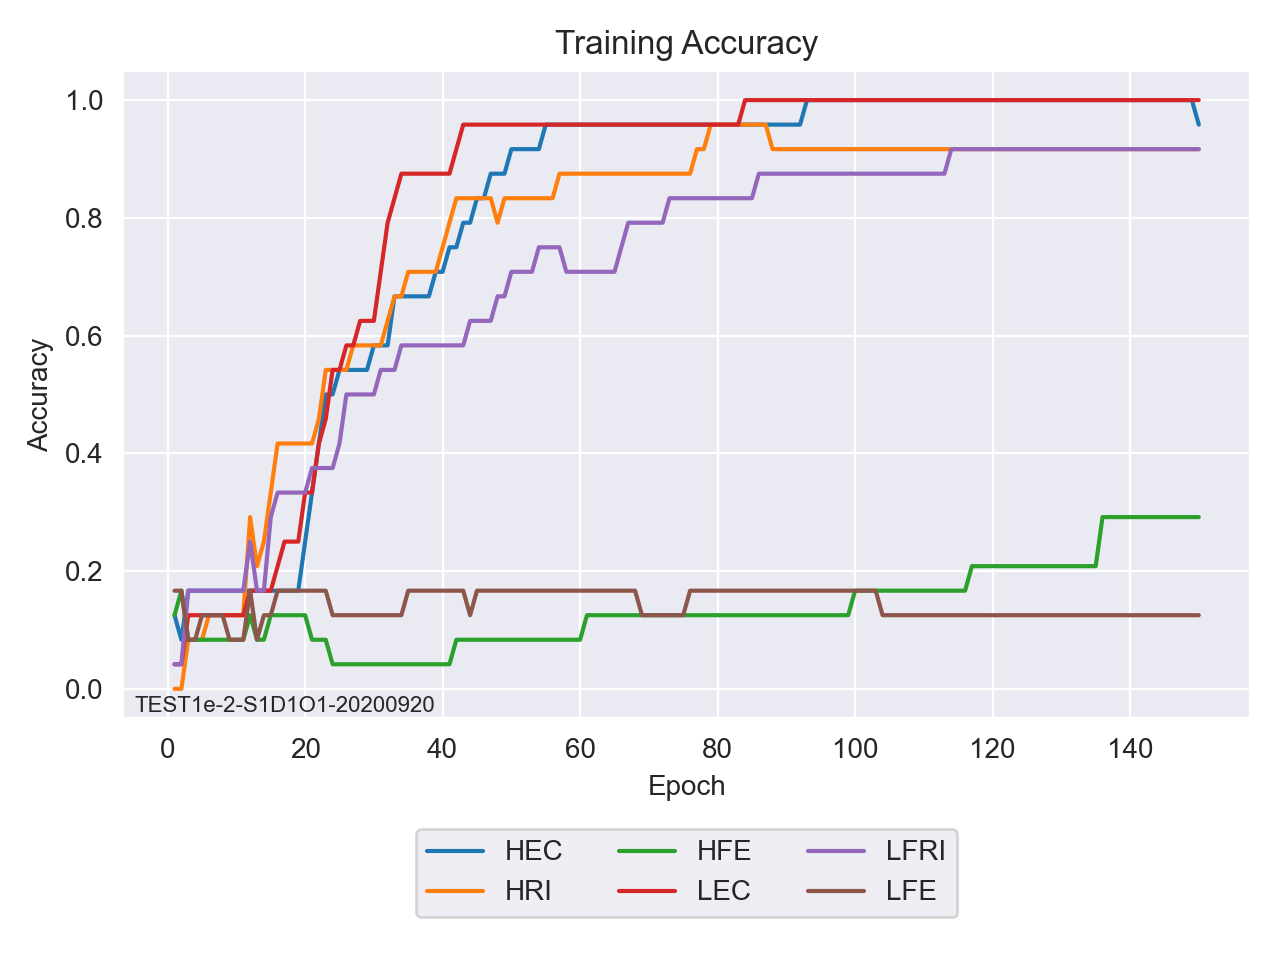 Training Accuracy
1.0
0.8
0.6
0.4
0.2
0.0
Accuracy
TEST1e-2-S1D1O1-20200920
0 20 40 60 80 100 120 140
Epoch
HEC HFE LFRI
HRI LEC LFE